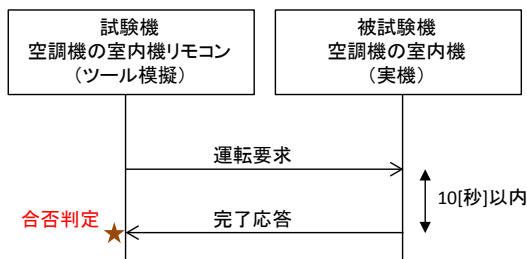 試験機
空調機の室内機リモコン
（ツール模擬）
被試験機
空調機の室内機
（実機）
運転要求
10[秒]以内
合否判定
完了応答